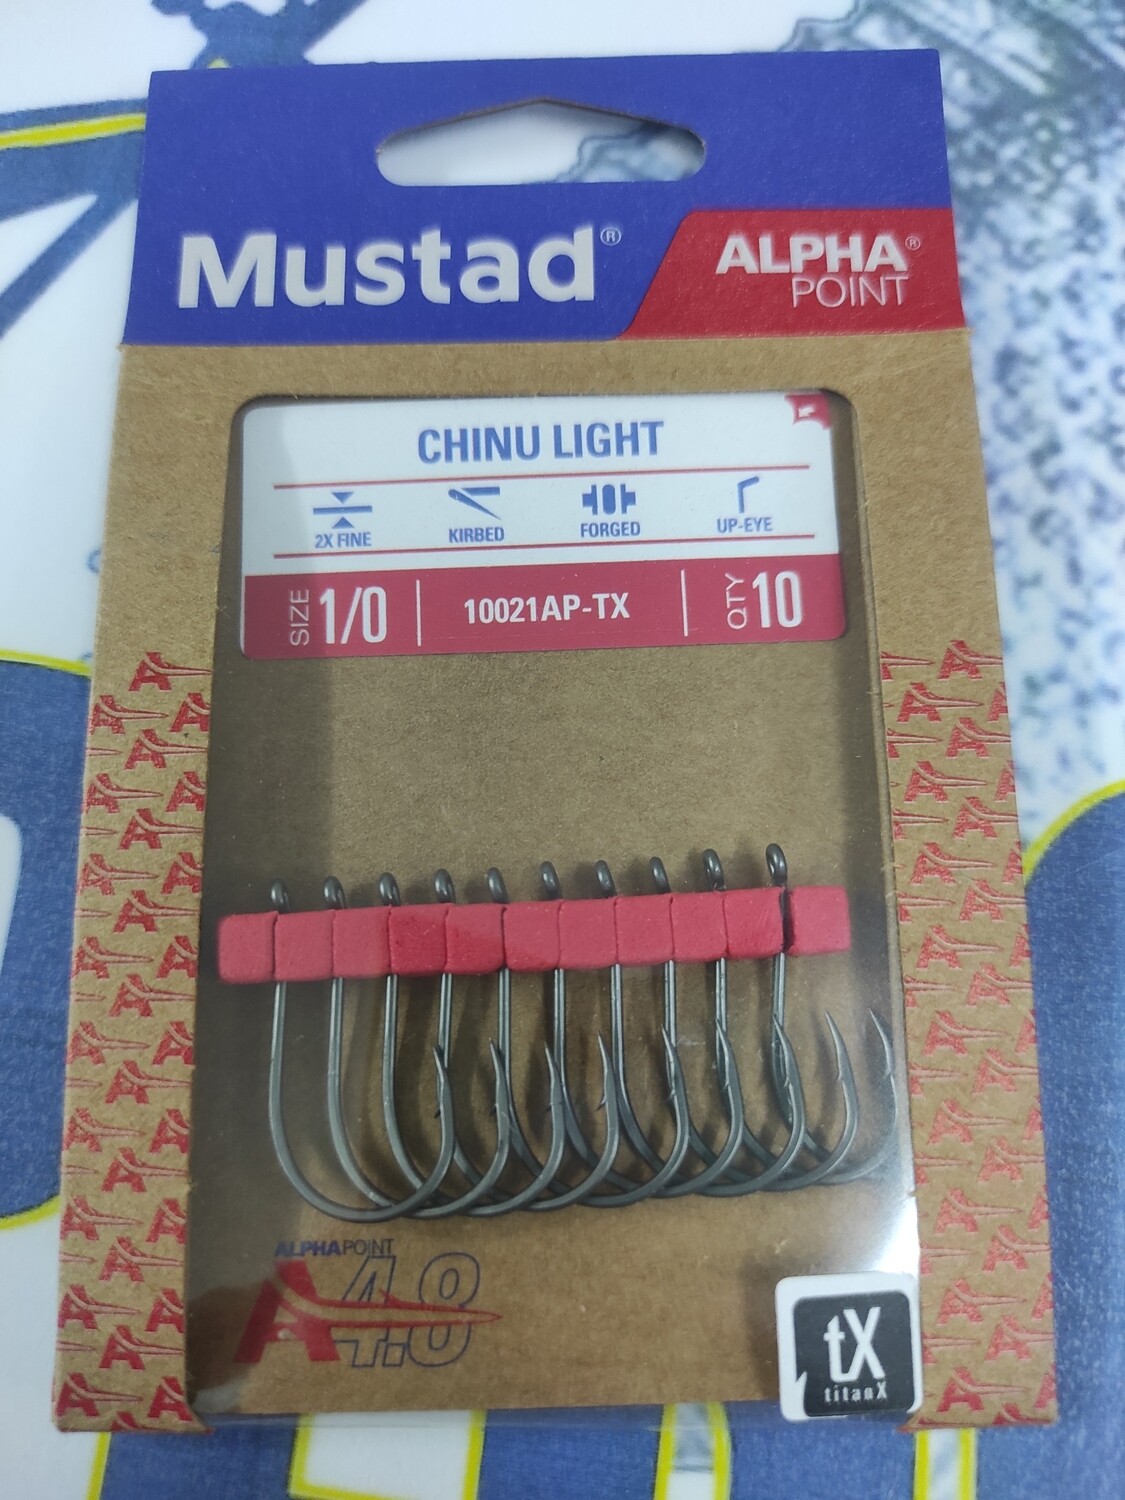 Mustad®
ALPHA®
POINT
CHINU LIGHT
2X FINE KIRBED FORGED UP-EYE
SIZE 1/0 10021AP-TX QTY 10
ALPHAPOINT
A4.8
tX
titanX